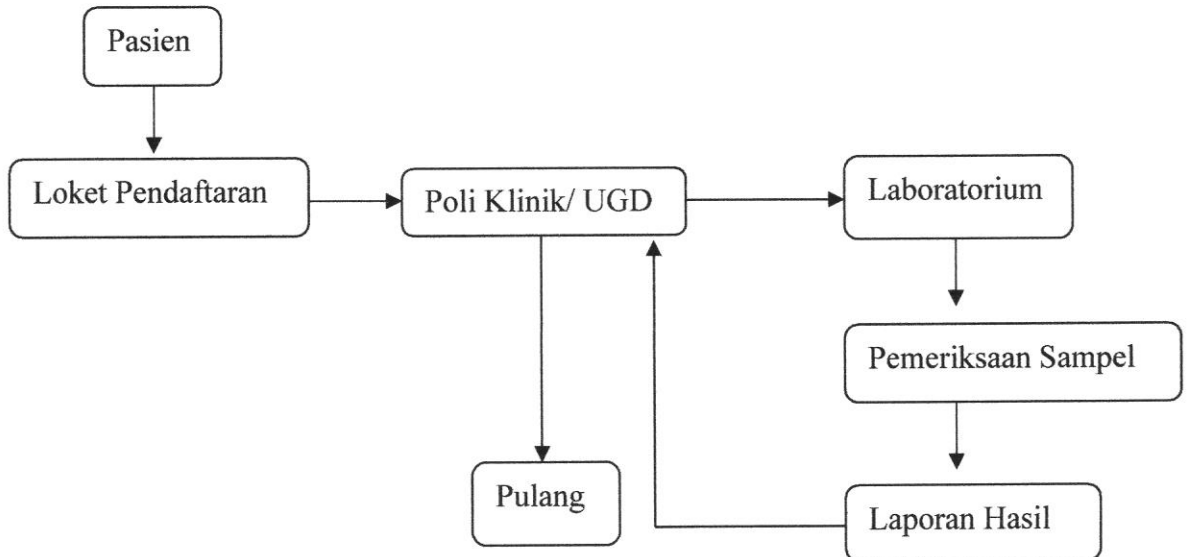 Pasien
Loket Pendaftaran
Poli Klinik/ UGD
Laboratorium
Pemeriksaan Sampel
Pulang
Laporan Hasil